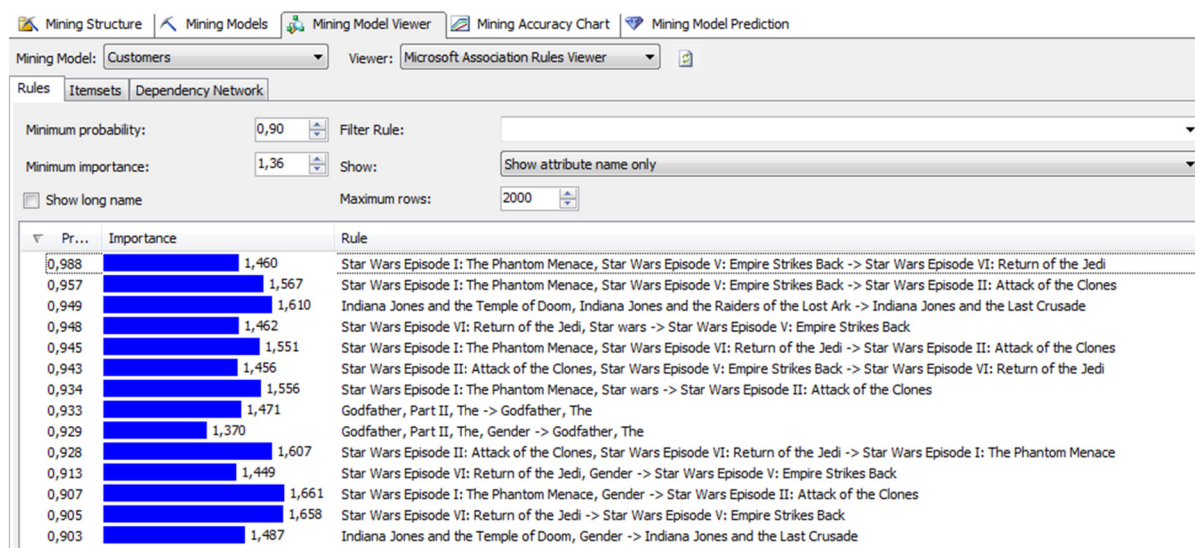 Mining Structure Mining Models Mining Model Viewer Mining Accuracy Chart Mining Model Prediction
Mining Model: Customers Viewer: Microsoft Association Rules Viewer
Rules Itemsets Dependency Network
Minimum probability: 0,90 Filter Rule:
Minimum importance: 1,36 Show: Show attribute name only
Show long name Maximum rows: 2000
Pr... Importance Rule
0,988 1,460 Star Wars Episode I: The Phantom Menace, Star Wars Episode V: Empire Strikes Back -> Star Wars Episode VI: Return of the Jedi
0,957 1,567 Star Wars Episode I: The Phantom Menace, Star Wars Episode V: Empire Strikes Back -> Star Wars Episode II: Attack of the Clones
0,949 1,610 Indiana Jones and the Temple of Doom, Indiana Jones and the Raiders of the Lost Ark -> Indiana Jones and the Last Crusade
0,948 1,462 Star Wars Episode VI: Return of the Jedi, Star wars -> Star Wars Episode V: Empire Strikes Back
0,945 1,551 Star Wars Episode I: The Phantom Menace, Star Wars Episode VI: Return of the Jedi -> Star Wars Episode II: Attack of the Clones
0,943 1,456 Star Wars Episode II: Attack of the Clones, Star Wars Episode V: Empire Strikes Back -> Star Wars Episode VI: Return of the Jedi
0,934 1,556 Star Wars Episode I: The Phantom Menace, Star wars -> Star Wars Episode II: Attack of the Clones
0,933 1,471 Godfather, Part II, The -> Godfather, The
0,929 1,370 Godfather, Part II, The, Gender -> Godfather, The
0,928 1,607 Star Wars Episode II: Attack of the Clones, Star Wars Episode VI: Return of the Jedi -> Star Wars Episode I: The Phantom Menace
0,913 1,449 Star Wars Episode VI: Return of the Jedi, Gender -> Star Wars Episode V: Empire Strikes Back
0,907 1,661 Star Wars Episode I: The Phantom Menace, Gender -> Star Wars Episode II: Attack of the Clones
0,905 1,658 Star Wars Episode VI: Return of the Jedi -> Star Wars Episode V: Empire Strikes Back
0,903 1,487 Indiana Jones and the Temple of Doom, Gender -> Indiana Jones and the Last Crusade